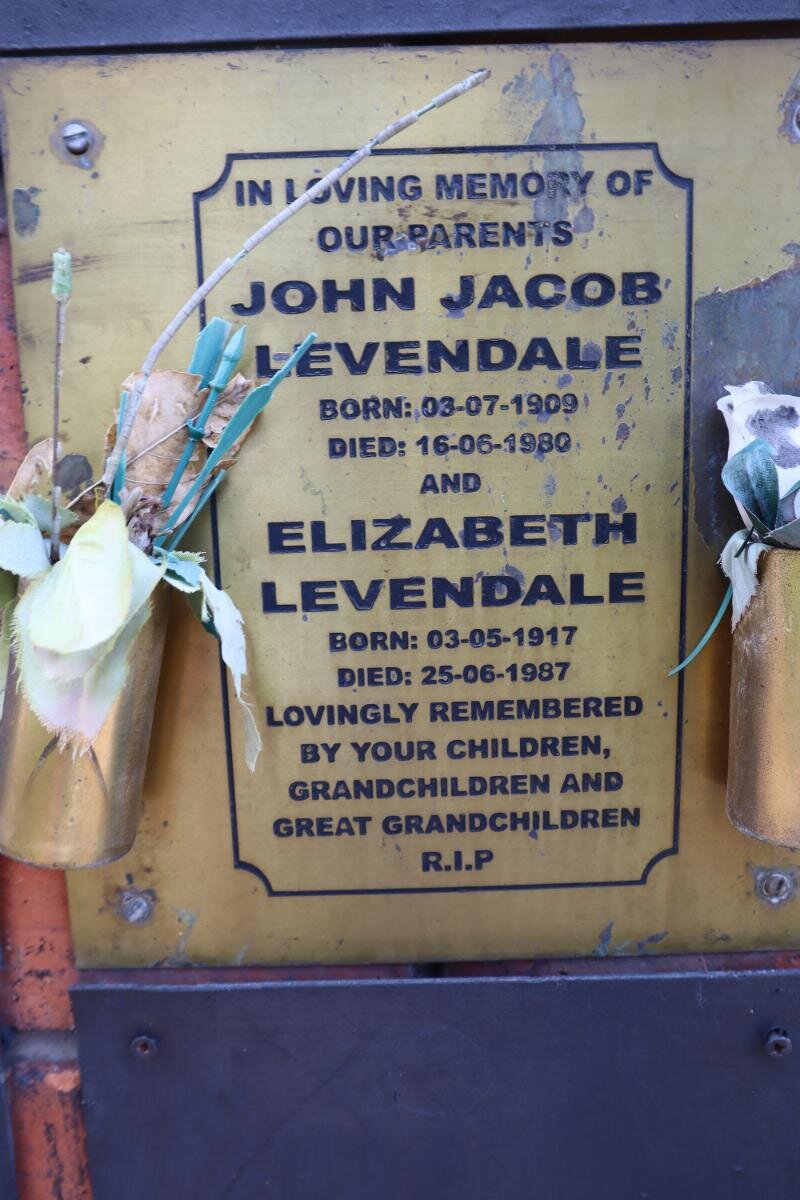 IN LOVING MEMORY OF
OUR PARENTS
JOHN JACOB
LEVENDALE
BORN: 03-07-1909
DIED: 16-06-1980
AND
ELIZABETH
LEVENDALE
BORN: 03-05-1917
DIED: 25-06-1987
LOVINGLY REMEMBERED
BY YOUR CHILDREN,
GRANDCHILDREN AND
GREAT GRANDCHILDREN
R.I.P